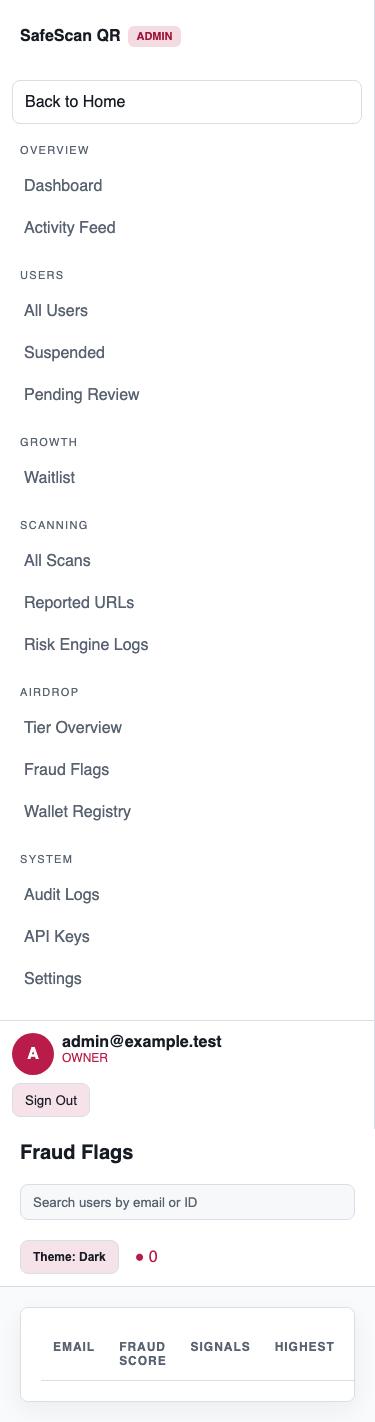 SafeScan QR ADMIN
Back to Home
OVERVIEW
Dashboard
Activity Feed
USERS
All Users
Suspended
Pending Review
GROWTH
Waitlist
SCANNING
All Scans
Reported URLs
Risk Engine Logs
AIRDROP
Tier Overview
Fraud Flags
Wallet Registry
SYSTEM
Audit Logs
API Keys
Settings
A admin@example.test
OWNER
Sign Out
Fraud Flags
Search users by email or ID
Theme: Dark ● 0
EMAIL FRAUD SIGNALS HIGHEST
SCORE